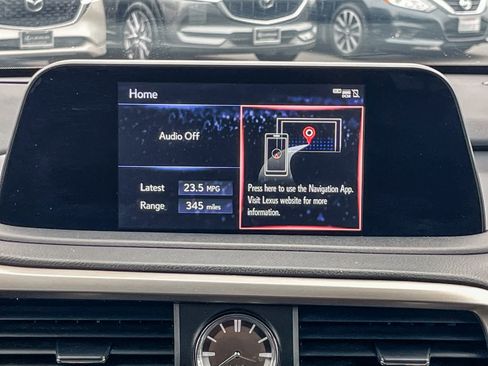 Home
DCM
Audio Off
Latest 23.5 MPG
Range 345 miles
Press here to use the Navigation App.
Visit Lexus website for more
information.